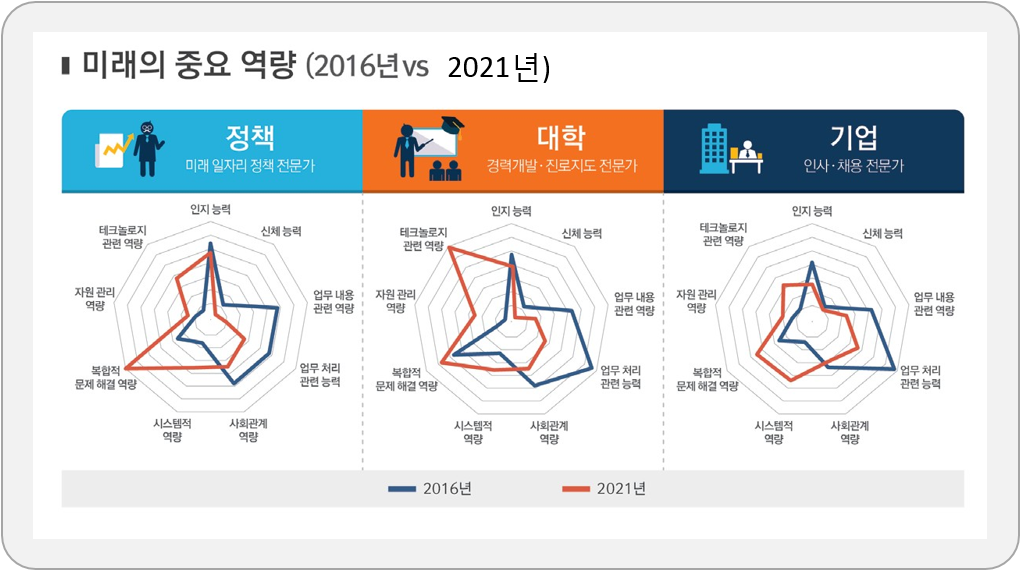 미래의 중요 역량 (2016년vs 2021년)
정책
미래 일자리 정책 전문가
대학
경력개발·진로지도 전문가
기업
인사·채용 전문가
인지 능력
신체 능력
업무 내용
관련 역량
업무 처리
관련 능력
사회관계
역량
시스템적
역량
복합적
문제 해결 역량
자원 관리
역량
테크놀로지
관련 역량
인지 능력
신체 능력
업무 내용
관련 역량
업무 처리
관련 능력
사회관계
역량
시스템적
역량
복합적
문제 해결 역량
자원 관리
역량
테크놀로지
관련 역량
인지 능력
신체 능력
업무 내용
관련 역량
업무 처리
관련 능력
사회관계
역량
시스템적
역량
복합적
문제 해결 역량
자원 관리
역량
테크놀로지
관련 역량
2016년
2021년